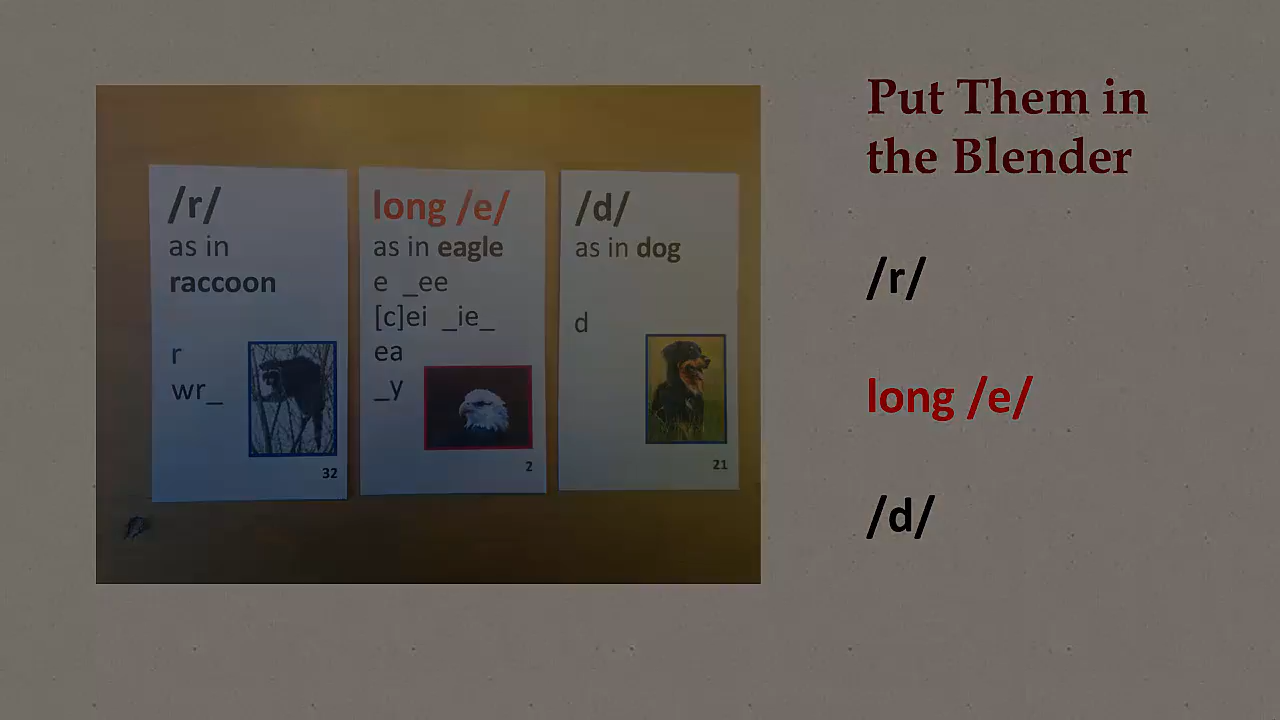 /r/
as in
raccoon
r
wr_
32
long /e/
as in eagle
e _ee
[c]ei _ie_
ea
_y
2
/d/
as in dog
d
21
Put Them in
the Blender
/r/
long /e/
/d/